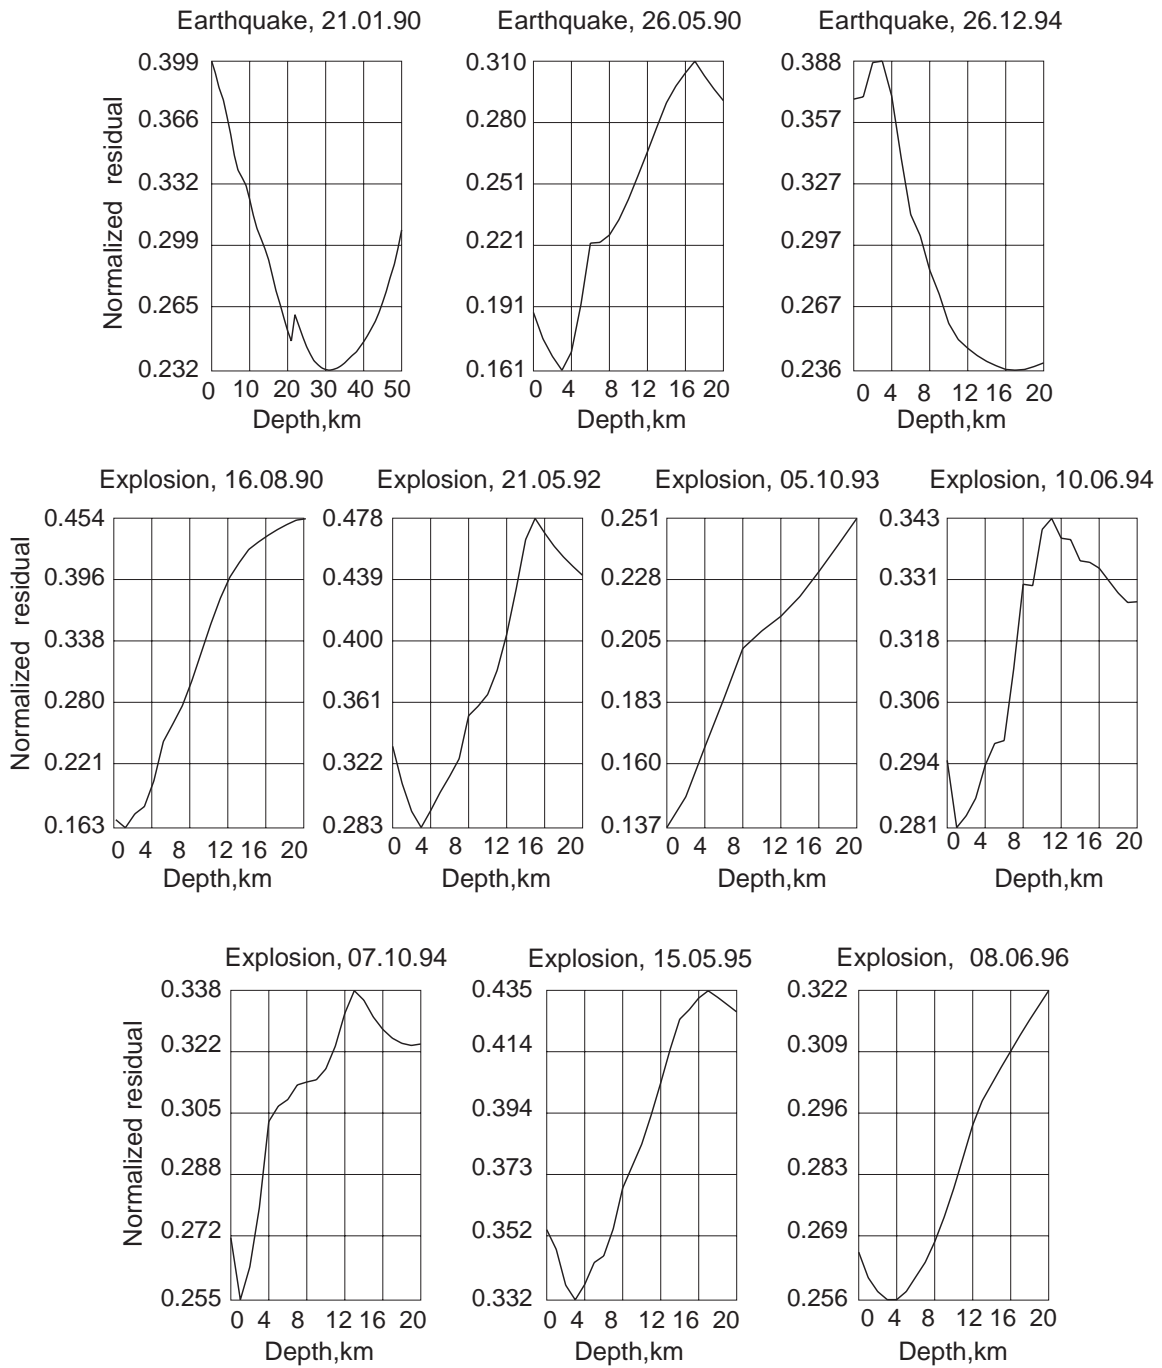 Earthquake, 21.01.90
Earthquake, 26.05.90
Earthquake, 26.12.94
Normalized residual
0.399
0.366
0.332
0.299
0.265
0.232
0 10 20 30 40 50
Depth,km
0.310
0.280
0.251
0.221
0.191
0.161
0 4 8 12 16 20
Depth,km
0.388
0.357
0.327
0.297
0.267
0.236
0 4 8 12 16 20
Depth,km
Explosion, 16.08.90
Explosion, 21.05.92
Explosion, 05.10.93
Explosion, 10.06.94
Normalized residual
0.454
0.396
0.338
0.280
0.221
0.163
0 4 8 12 16 20
Depth,km
0.478
0.439
0.400
0.361
0.322
0.283
0 4 8 12 16 20
Depth,km
0.251
0.228
0.205
0.183
0.160
0.137
0 4 8 12 16 20
Depth,km
0.343
0.331
0.318
0.306
0.294
0.281
0 4 8 12 16 20
Depth,km
Explosion, 07.10.94
Explosion, 15.05.95
Explosion, 08.06.96
Normalized residual
0.338
0.322
0.305
0.288
0.272
0.255
0 4 8 12 16 20
Depth,km
0.435
0.414
0.394
0.373
0.352
0.332
0 4 8 12 16 20
Depth,km
0.322
0.309
0.296
0.283
0.269
0.256
0 4 8 12 16 20
Depth,km